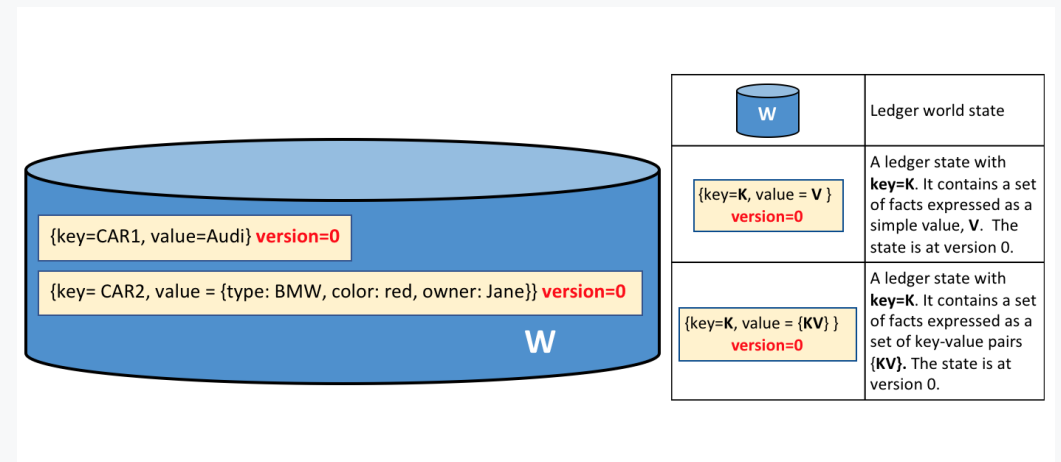 {key=CAR1, value=Audi} version=0
{key= CAR2, value = {type: BMW, color: red, owner: Jane}} version=0
W
W
Ledger world state
{key=K, value = V }
version=0
A ledger state with
key=K. It contains a set
of facts expressed as a
simple value, V.  The
state is at version 0.
{key=K, value = {KV} }
version=0
A ledger state with
key=K. It contains a set
of facts expressed as a
set of key-value pairs
{KV}. The state is at
version 0.